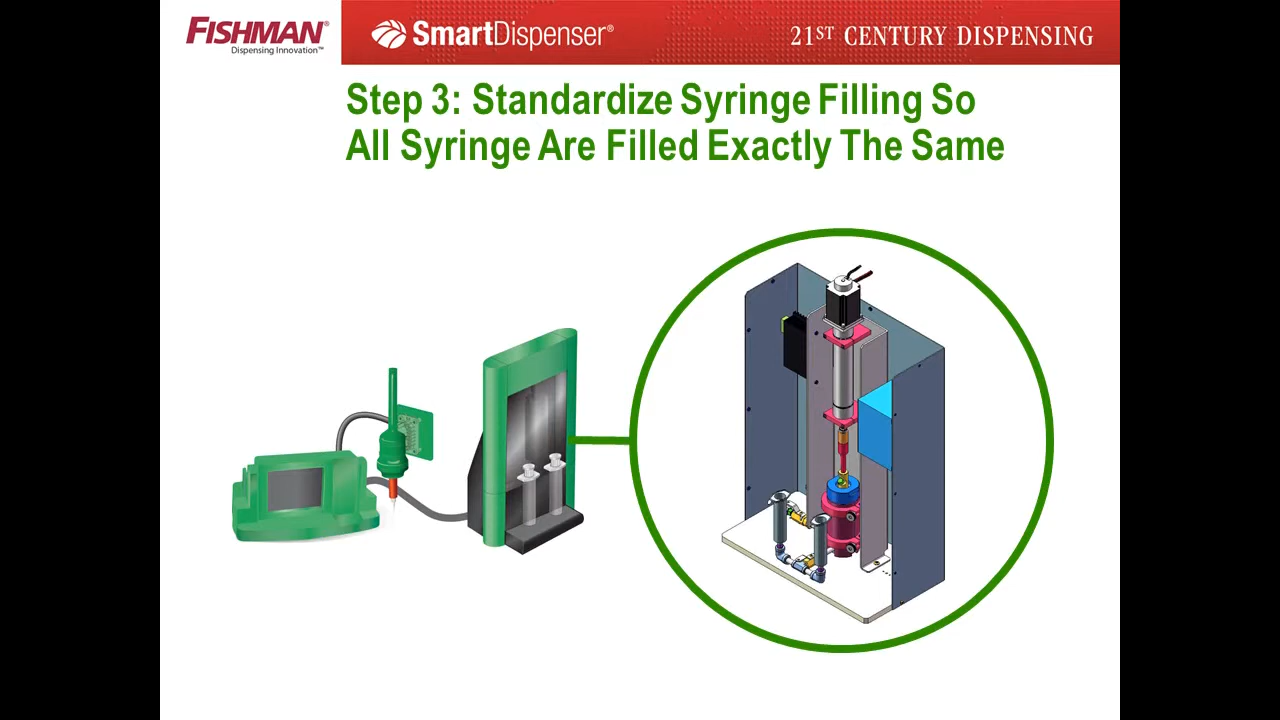 FISHMAN®
Dispensing Innovation™
SmartDispenser®
21ST CENTURY DISPENSING
Step 3: Standardize Syringe Filling So
All Syringe Are Filled Exactly The Same